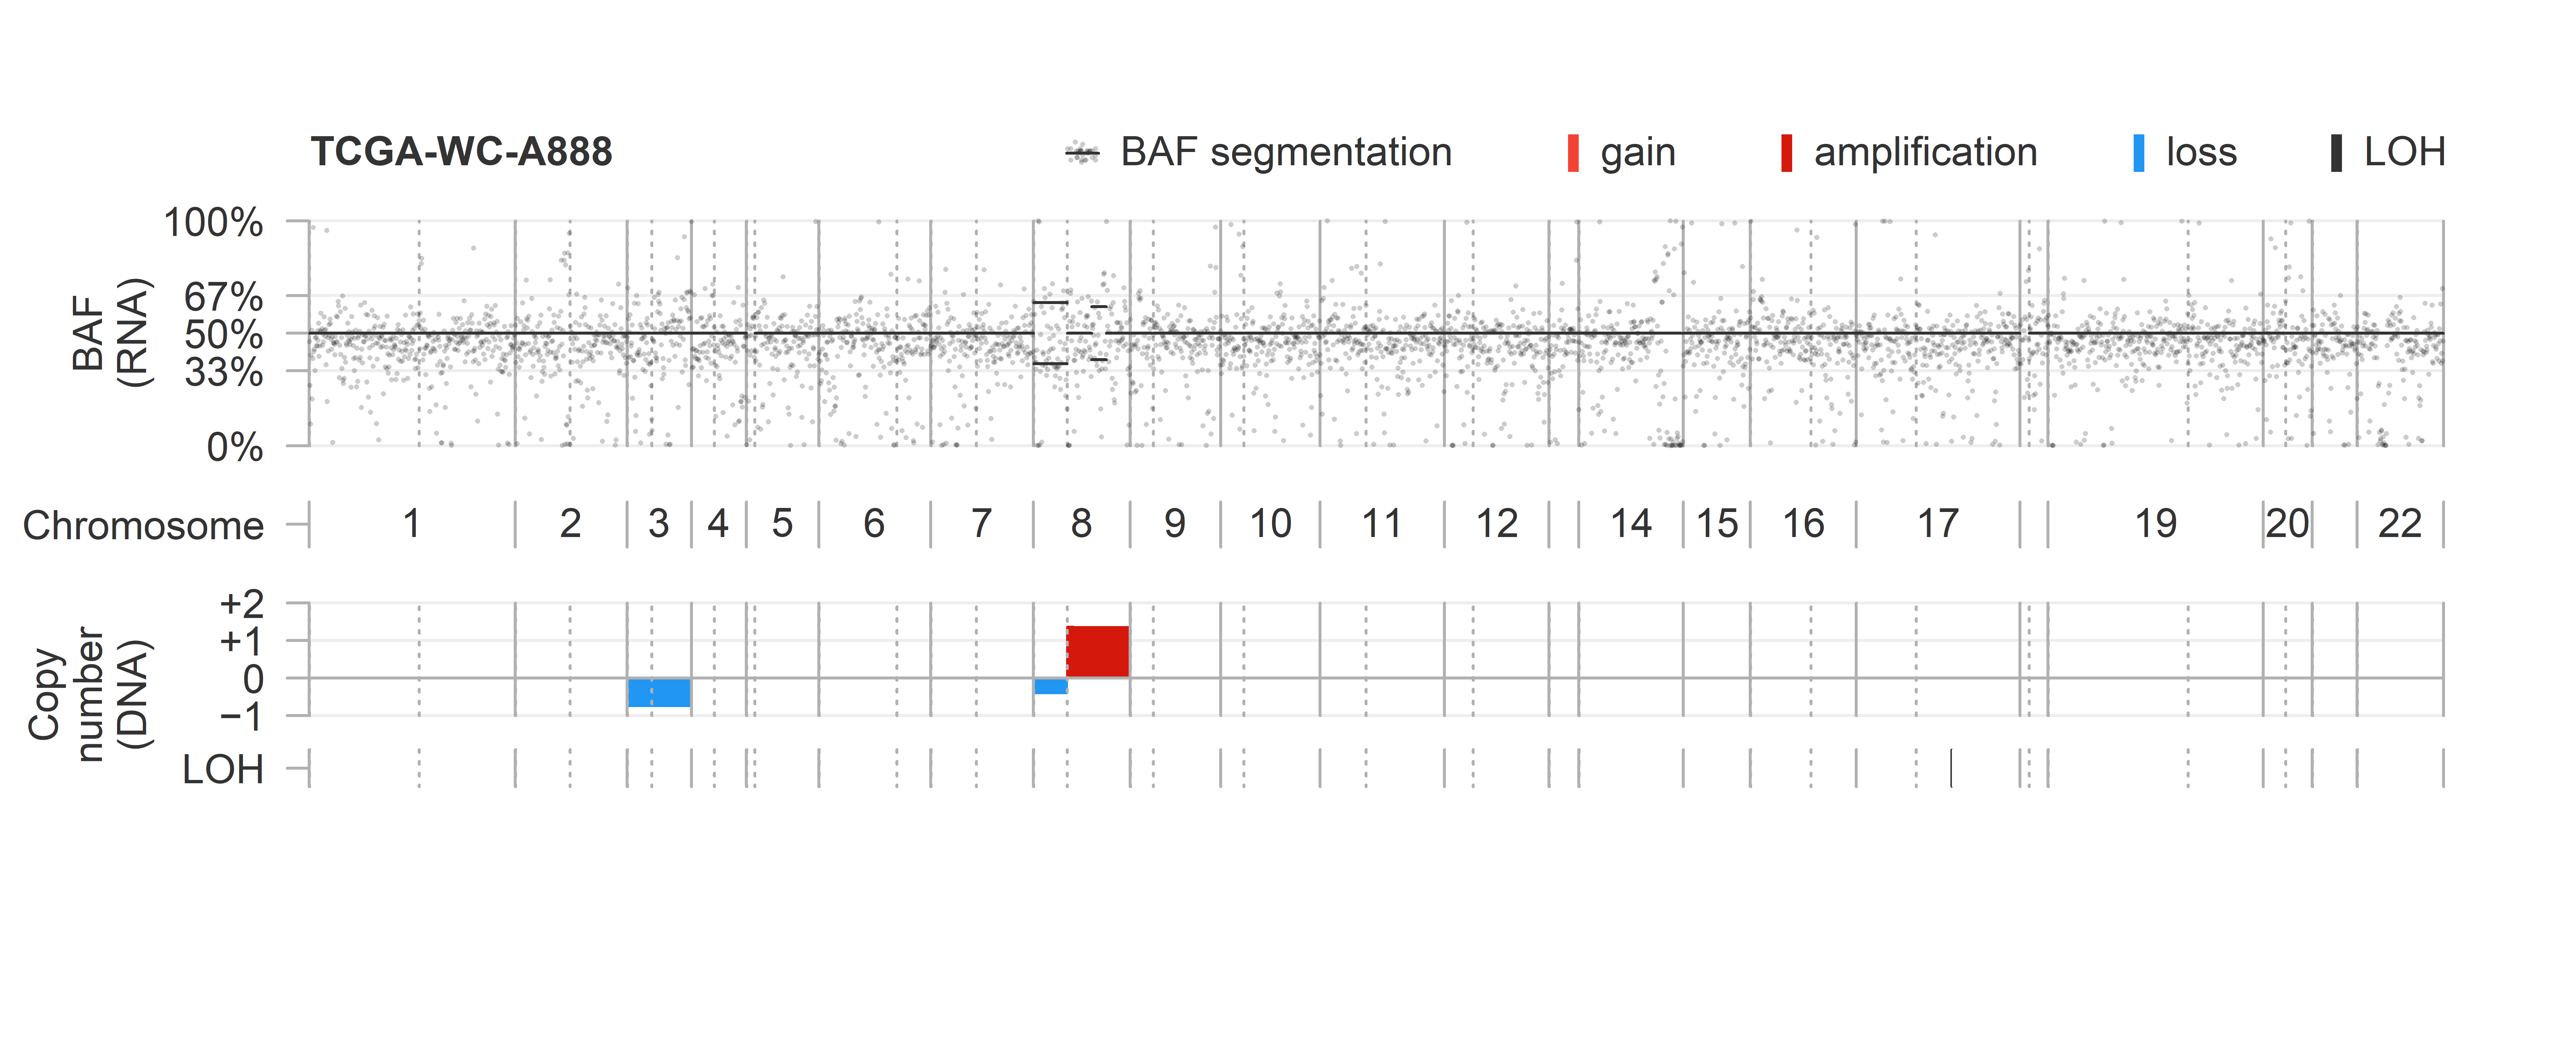 TCGA-WC-A888
BAF segmentation gain amplification loss LOH
BAF
(RNA)
100%
67%
50%
33%
0%
Chromosome 1 2 3 4 5 6 7 8 9 10 11 12 14 15 16 17 19 20 22
Copy
number
(DNA)
+2
+1
0
−1
LOH